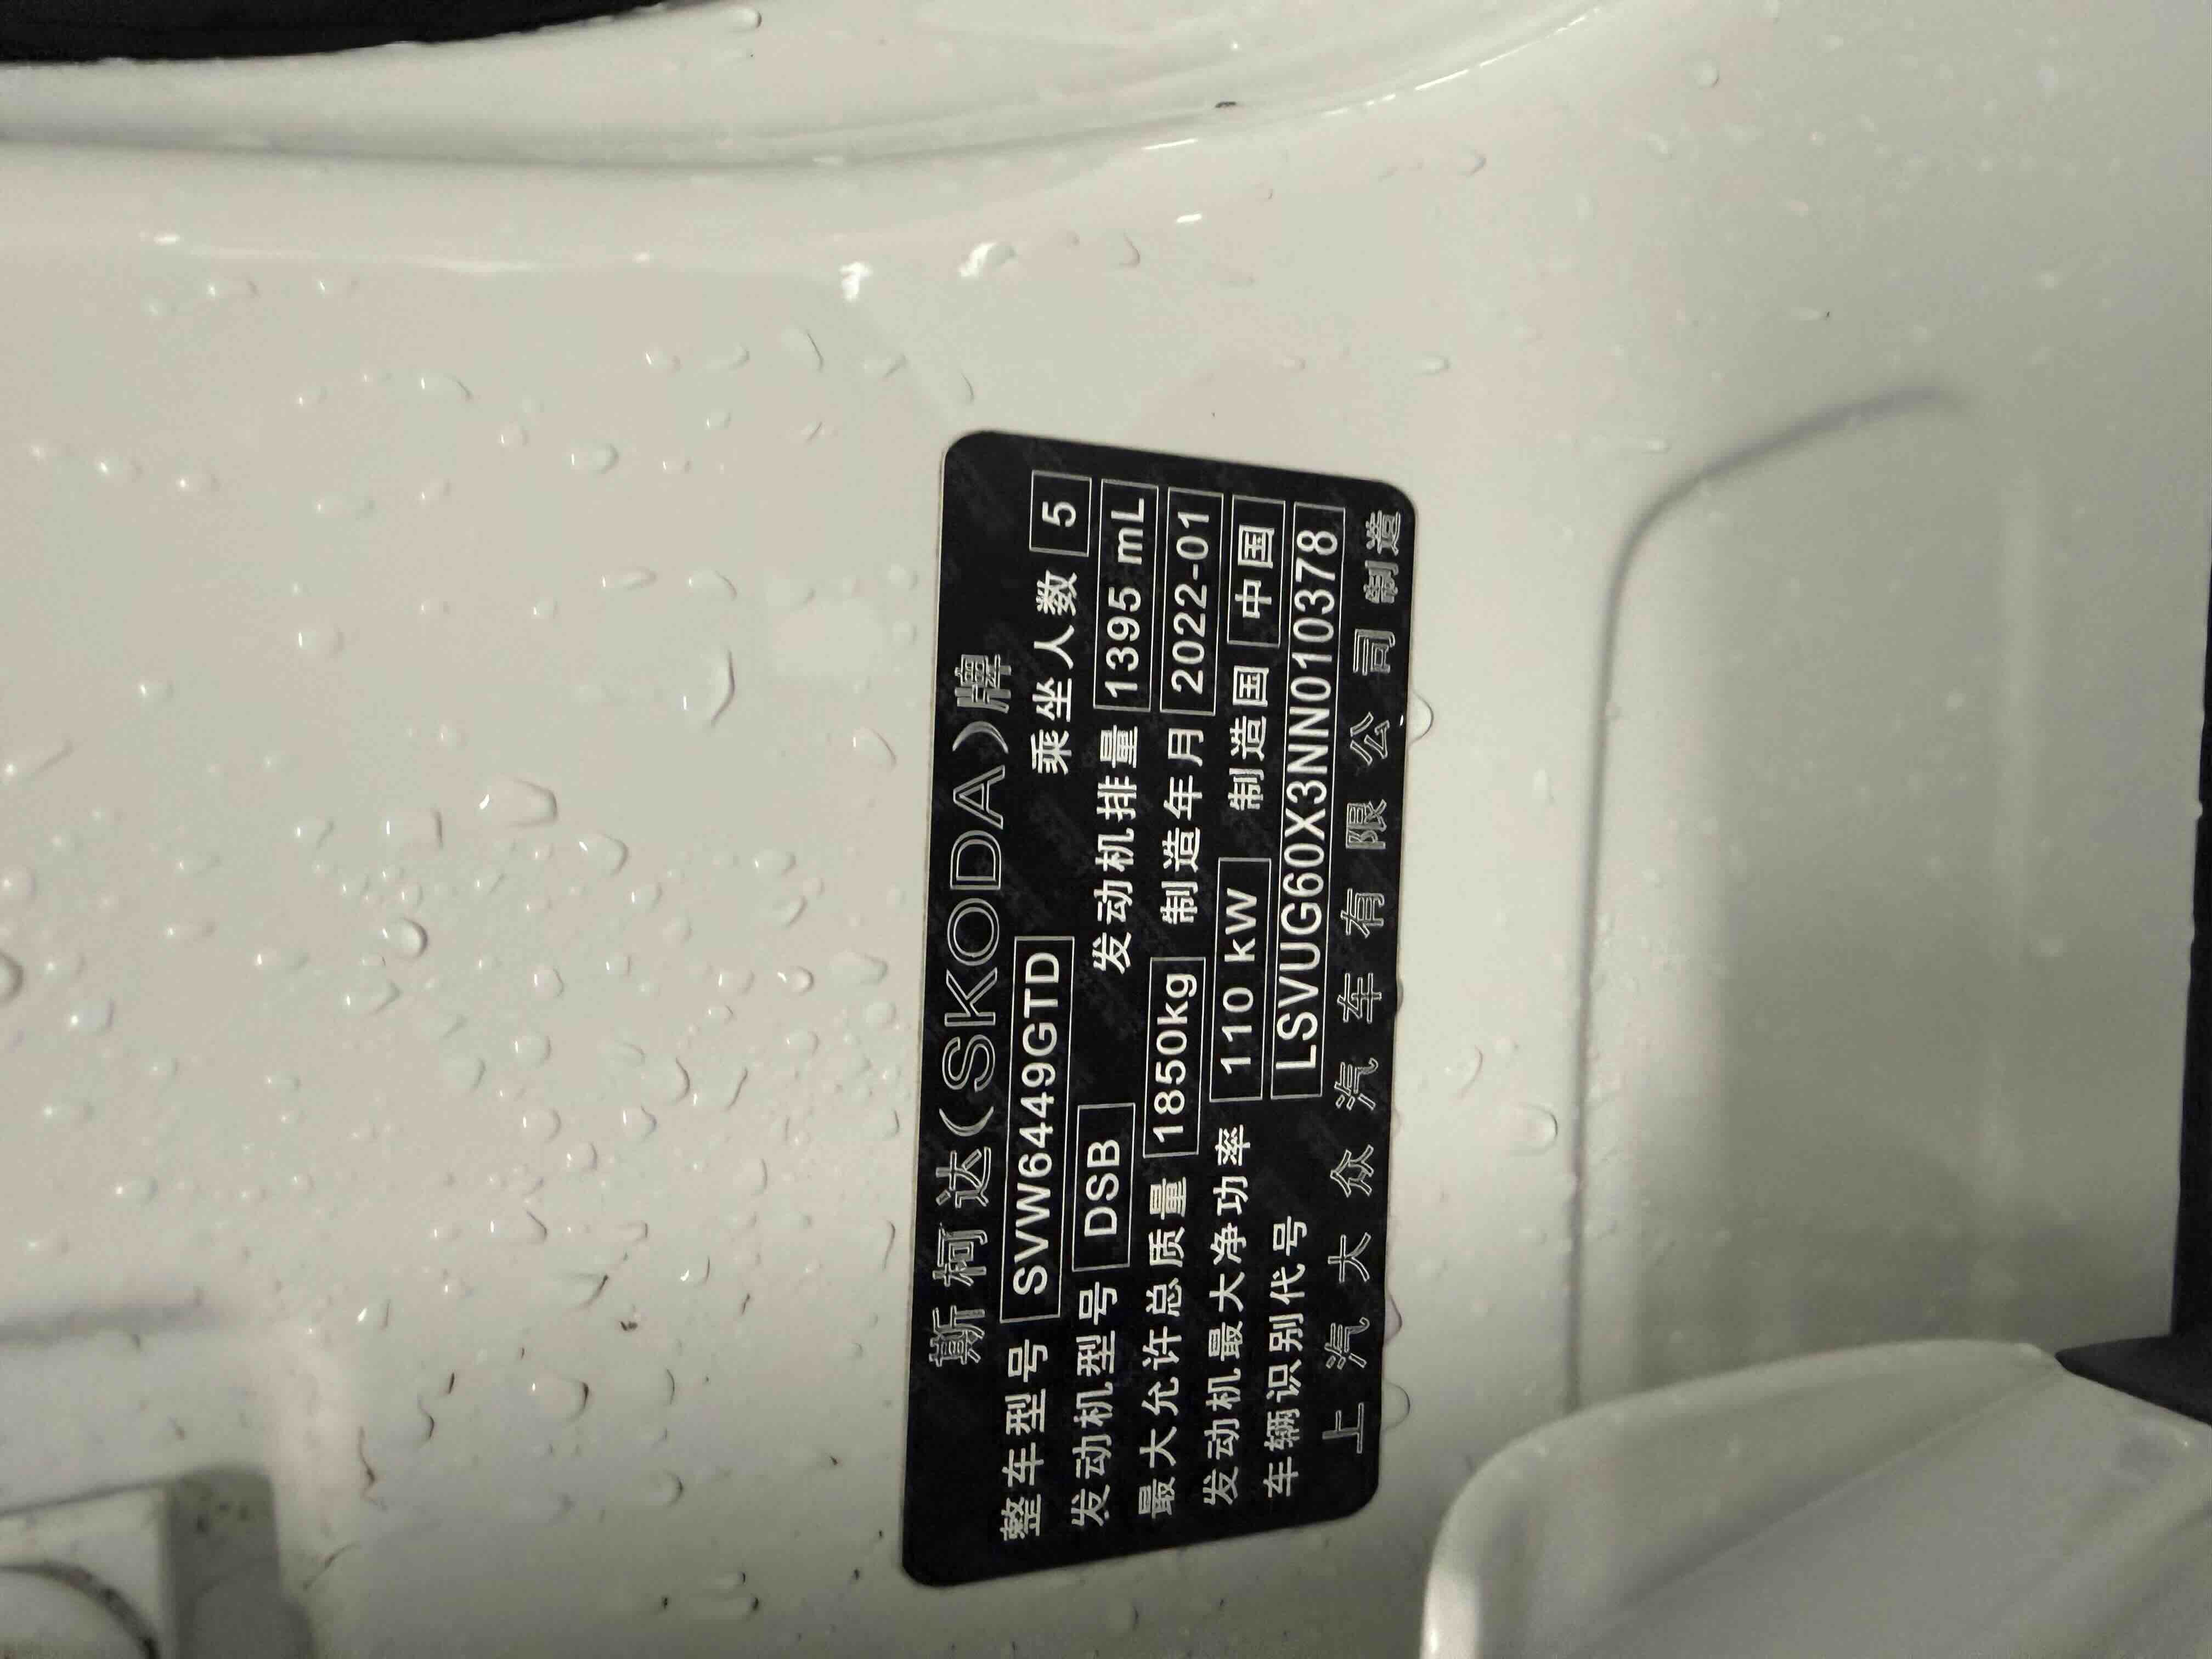 斯柯达(SKODA)牌
整车型号 SVW6449GTD 乘坐人数 5
发动机型号 DSB 发动机排量 1395 mL
最大允许总质量 1850kg 制造年月 2022-01
发动机最大净功率 110 kW 制造国 中国
车辆识别代号 LSVUG60X3NN010378
上汽大众汽车有限公司 制造